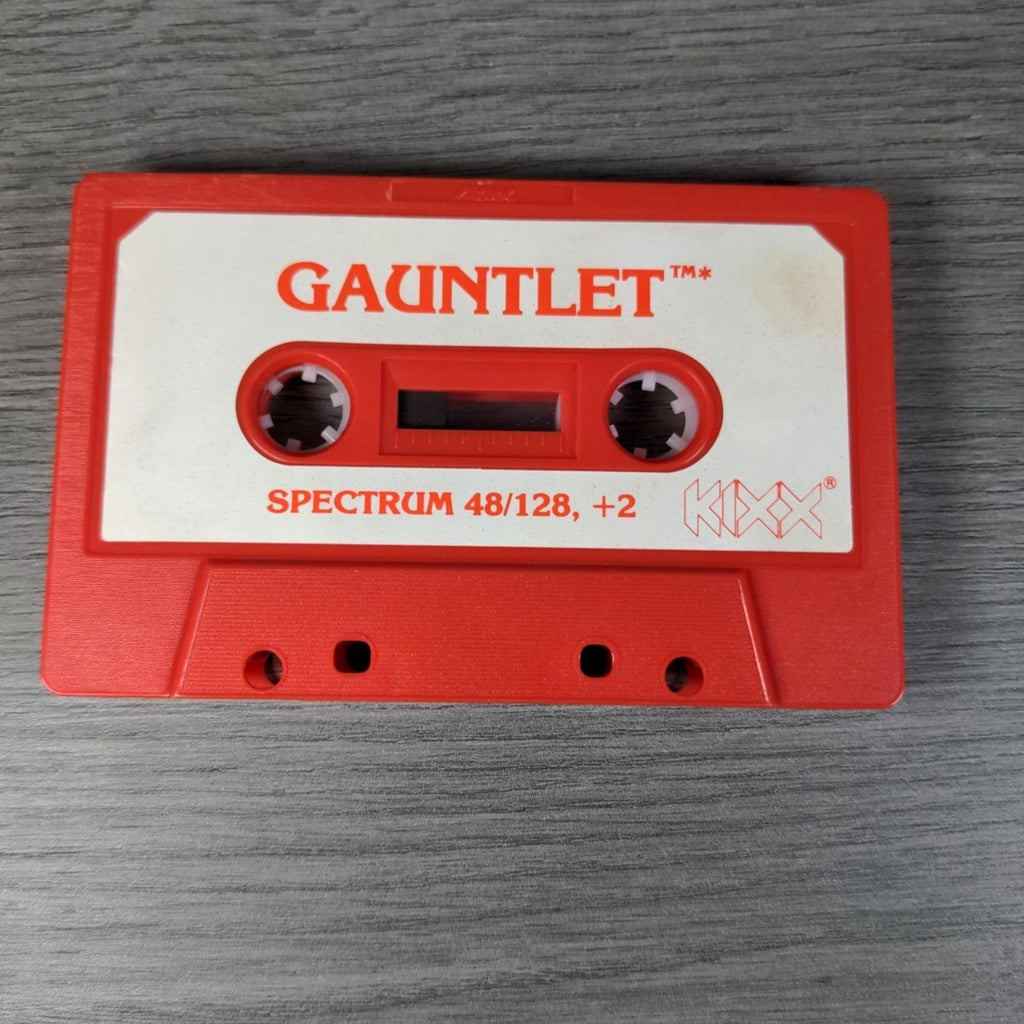 GAUNTLET™*
SPECTRUM 48/128, +2
KIXX®